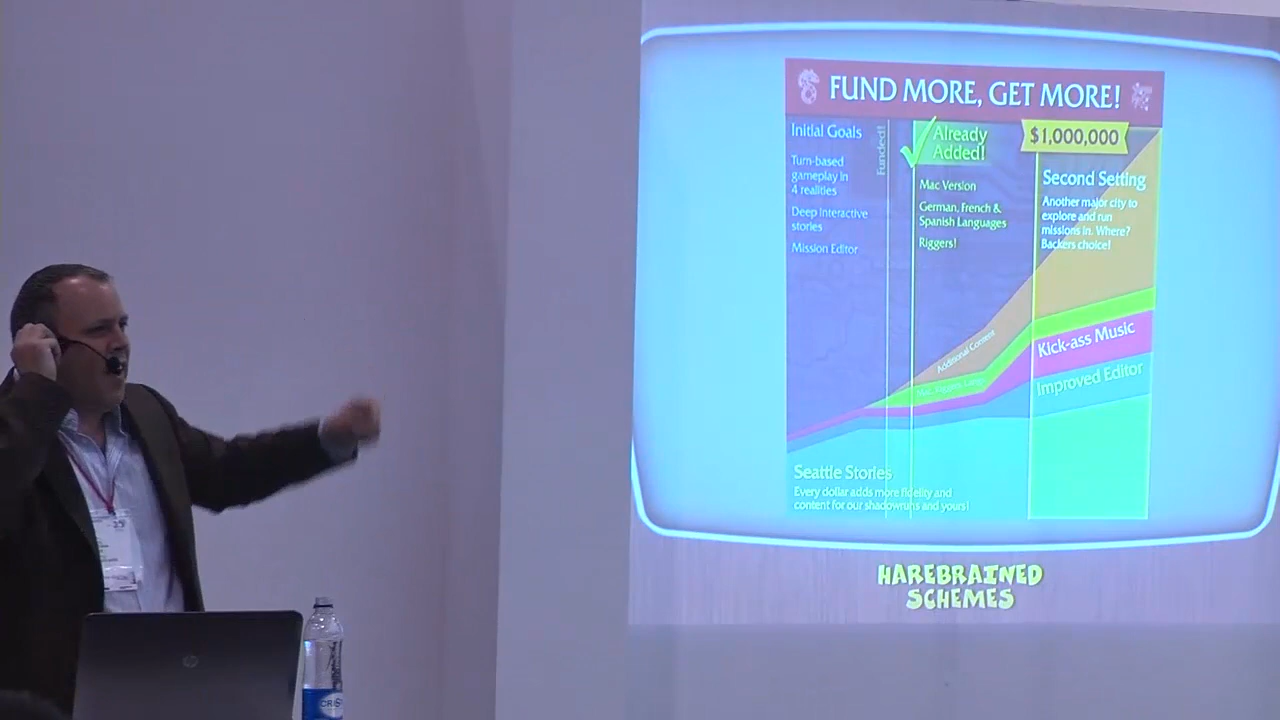 FUND MORE, GET MORE!
Initial Goals
Turn-based
gameplay in
4 realities
Deep Interactive
stories
Mission Editor
Funded!
Already
Added!
Mac Version
German, French &
Spanish Languages
Riggers!
$1,000,000
Second Setting
Another major city to
explore and run
missions in. Where?
Backers choice!
Additional Content
Kick-ass Music
Improved Editor
Seattle Stories
Every dollar adds more fidelity and
content for our shadowruns and yours!
HAREBRAINED
SCHEMES
hp